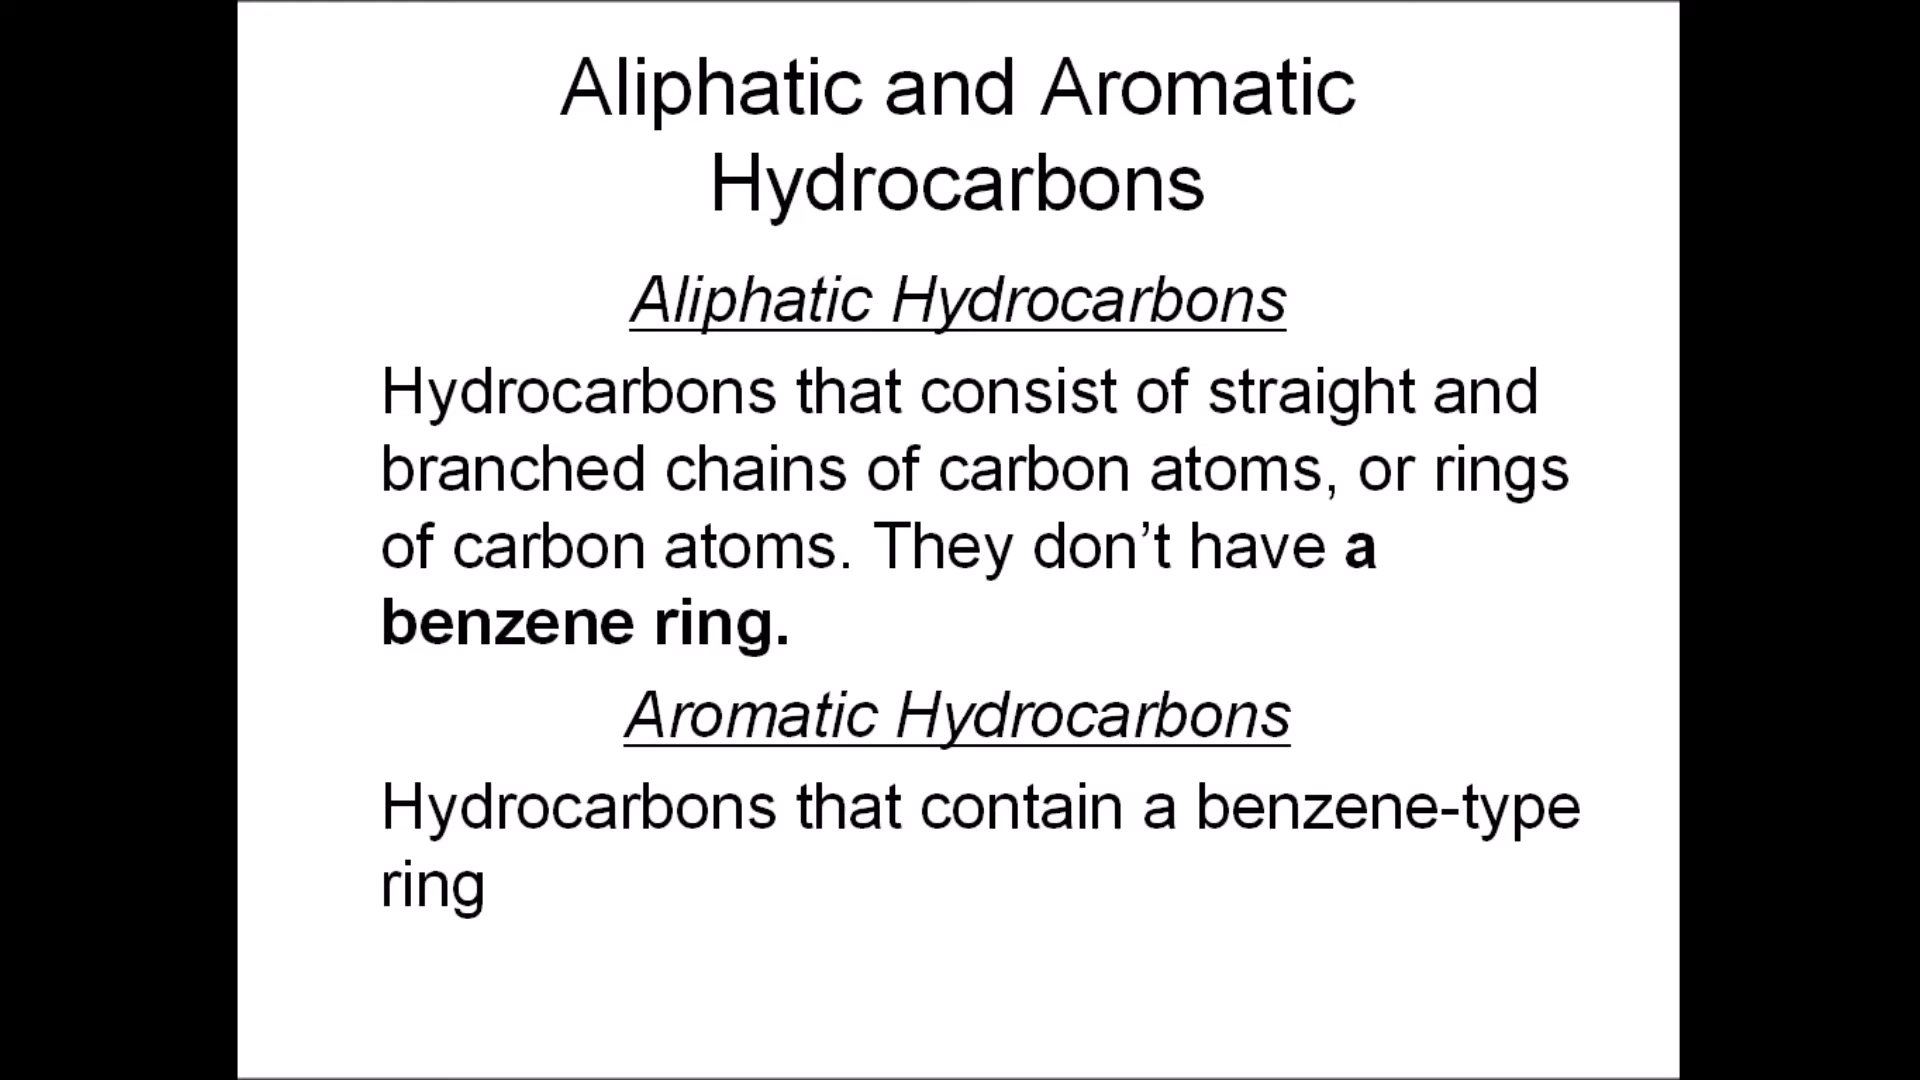 Aliphatic and Aromatic
Hydrocarbons
Aliphatic Hydrocarbons
Hydrocarbons that consist of straight and
branched chains of carbon atoms, or rings
of carbon atoms. They don’t have a
benzene ring.
Aromatic Hydrocarbons
Hydrocarbons that contain a benzene-type
ring